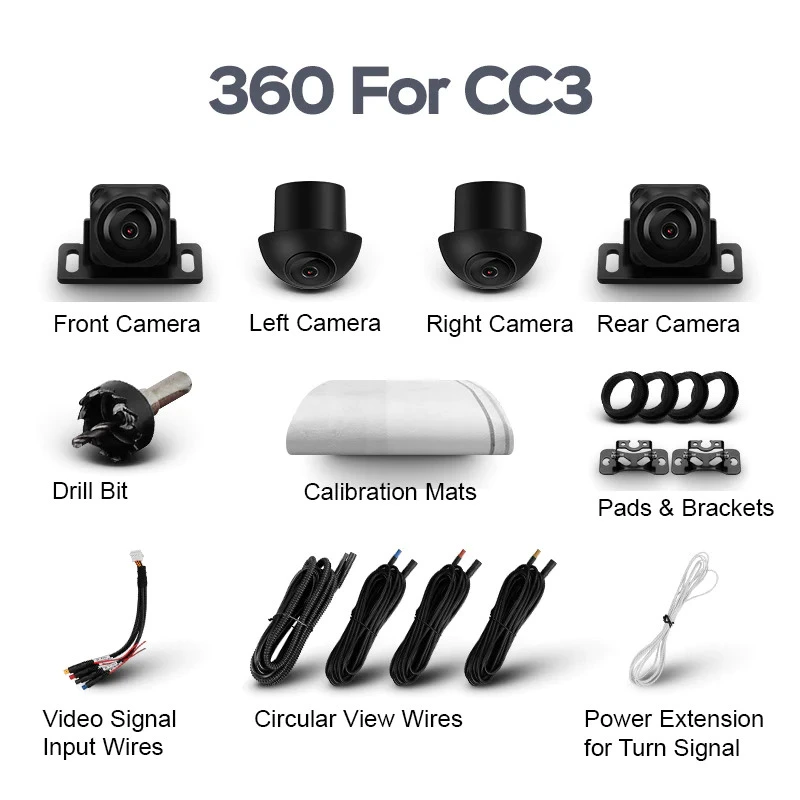 360 For CC3
Front Camera
Left Camera
Right Camera
Rear Camera
Drill Bit
Calibration Mats
Pads & Brackets
Video Signal
Input Wires
Circular View Wires
Power Extension
for Turn Signal